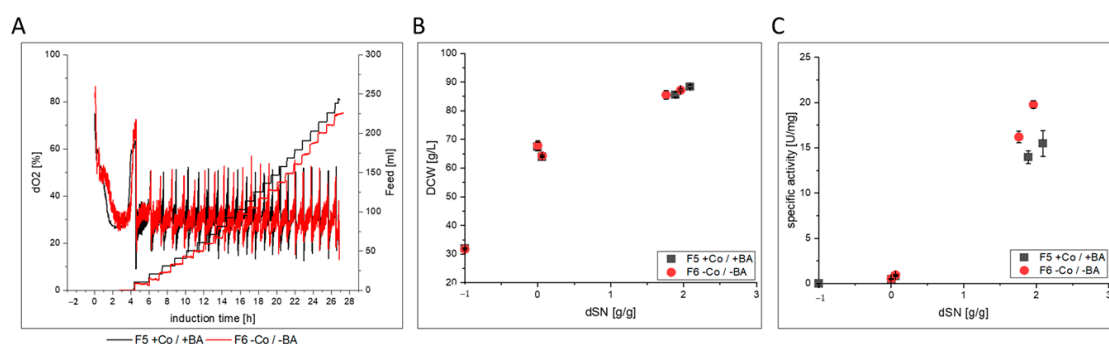 A
B
C
100
80
60
40
20
0
dO2 [%]
300
250
200
150
100
50
0
Feed [ml]
−2 0 2 4 6 8 10 12 14 16 18 20 22 24 26 28
induction time [h]
F5 +Co / +BA F6 -Co / -BA
100
90
80
70
60
50
40
30
20
DCW [g/L]
−1 0 1 2 3
dSN [g/g]
F5 +Co / +BA
F6 -Co / -BA
25
20
15
10
5
0
specific activity [U/mg]
−1 0 1 2 3
dSN [g/g]
F5 +Co / +BA
F6 -Co / -BA